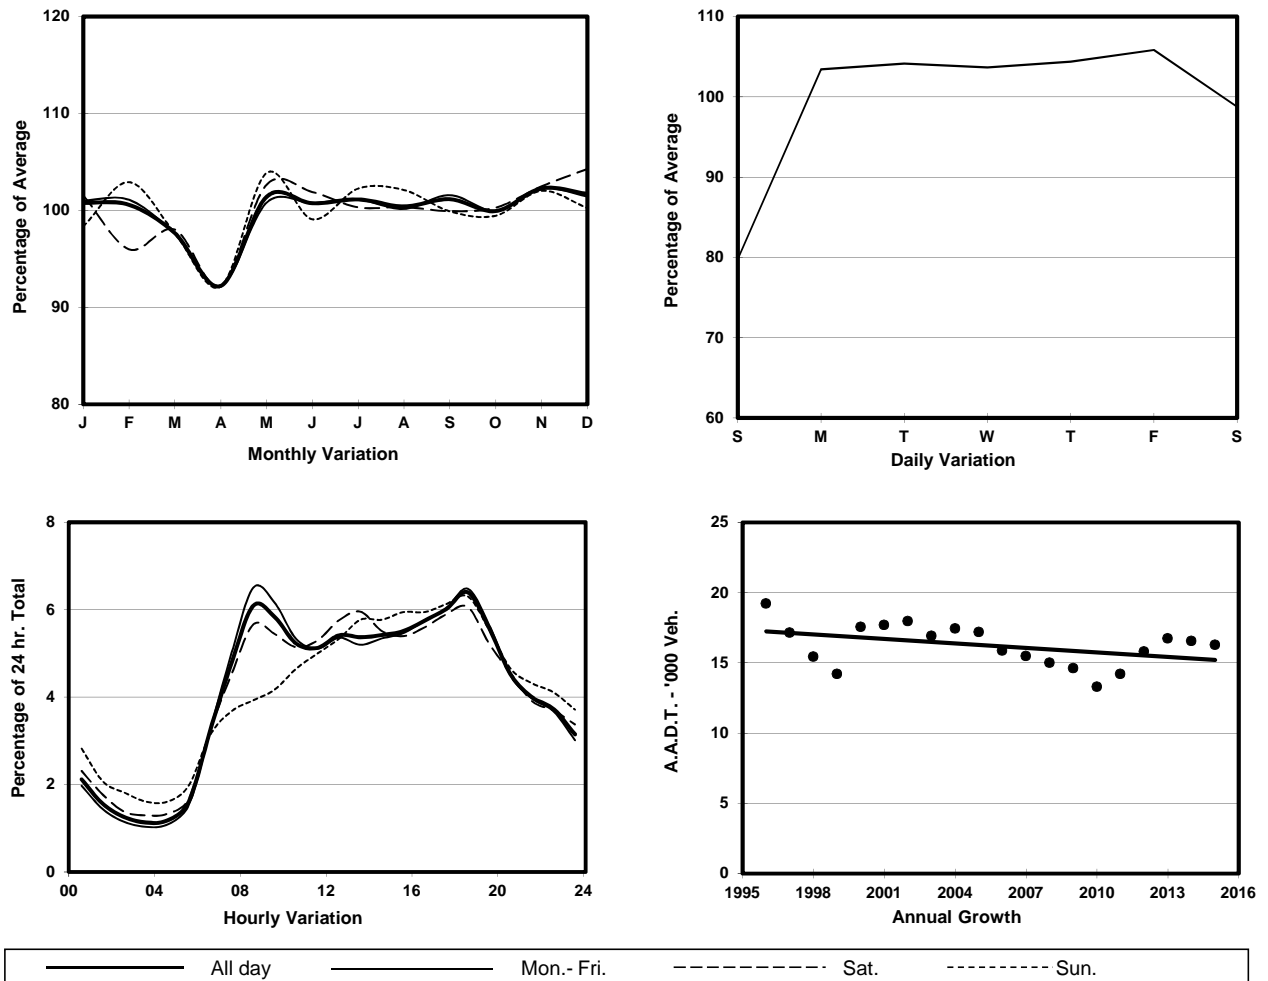 120
110
100
90
80
Percentage of Average
J F M A M J J A S O N D
Monthly Variation
110
100
90
80
70
60
Percentage of Average
S M T W T F S
Daily Variation
8
6
4
2
0
Percentage of 24 hr. Total
00 04 08 12 16 20 24
Hourly Variation
25
20
15
10
5
0
A.A.D.T. - '000 Veh.
1995 1998 2001 2004 2007 2010 2013 2016
Annual Growth
All day Mon.- Fri. Sat. Sun.